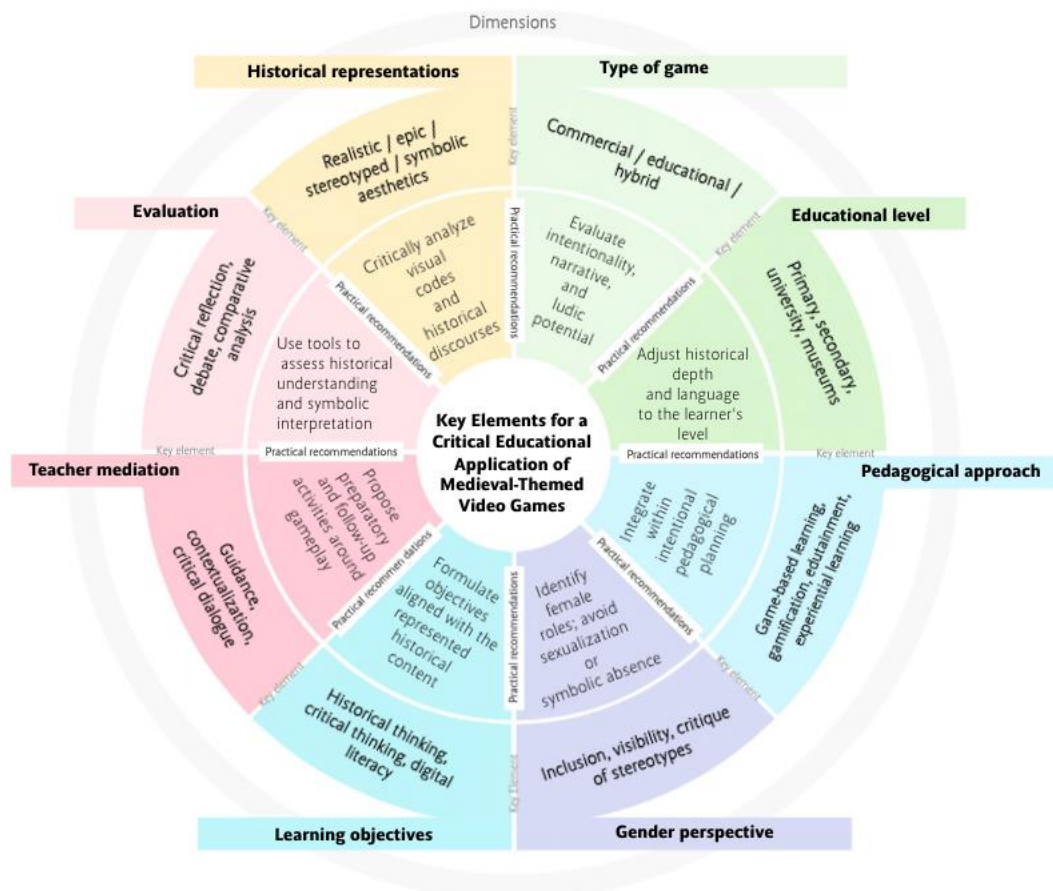 Dimensions
Historical representations
Type of game
Key element
Realistic / epic /
stereotyped / symbolic
aesthetics
Commercial / educational /
hybrid
Evaluation
Educational level
Key element
Key element
Practical recommendations
Critically analyze
visual
codes
and
historical
discourses
Evaluate
intentionality,
narrative,
and
ludic
potential
Critical reflection,
debate, comparative
analysis
Primary, secondary,
university, museums
Practical recommendations
Practical recommendations
Use tools to
assess historical
understanding
and symbolic
interpretation
Adjust historical
depth
and language
to the learner's
level
Key Elements for a
Critical Educational
Application of
Medieval-Themed
Video Games
Key element
Practical recommendations
Practical recommendations
Key element
Teacher mediation
Pedagogical approach
Propose
preparatory
and follow-up
activities around
gameplay
Integrate
within
intentional
pedagogical
planning
Guidance,
contextualization,
critical dialogue
Game-based learning,
gamification, edutainment,
experiential learning
Practical recommen dations
Practical recommendations
Practical recommendations
Formulate
objectives
aligned with the
represented
historical
content
Identify
female
roles; avoid
sexualization
or
symbolic absence
Key element
Key element
Historical thinking,
critical thinking, digital
literacy
Inclusion, visibility, critique
of stereotypes
Key Element
Learning objectives
Gender perspective